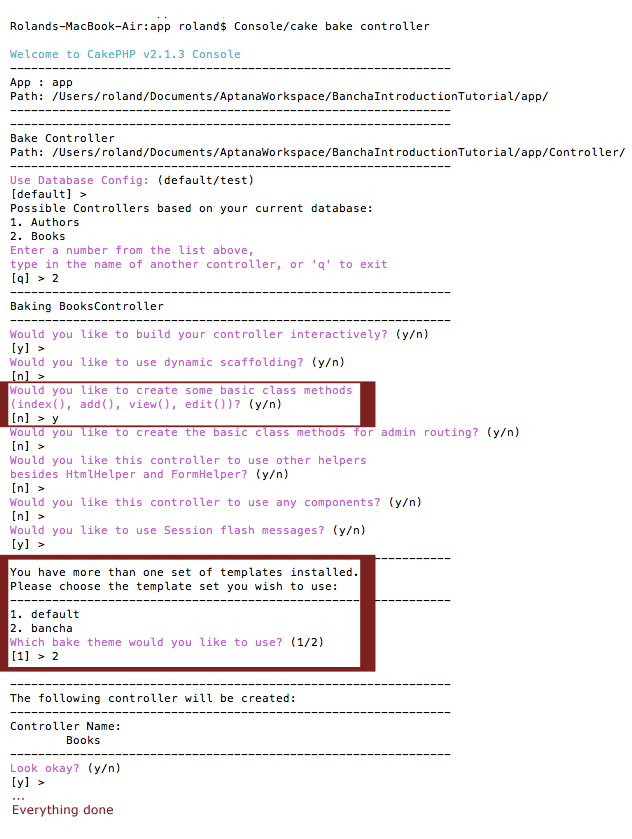 Rolands-MacBook-Air:app roland$ Console/cake bake controller
Welcome to CakePHP v2.1.3 Console
---------------------------------------------------------------
App : app
Path: /Users/roland/Documents/AptanaWorkspace/BanchaIntroductionTutorial/app/
---------------------------------------------------------------
---------------------------------------------------------------
Bake Controller
Path: /Users/roland/Documents/AptanaWorkspace/BanchaIntroductionTutorial/app/Controller/
---------------------------------------------------------------
Use Database Config: (default/test)
[default] >
Possible Controllers based on your current database:
1. Authors
2. Books
Enter a number from the list above,
type in the name of another controller, or 'q' to exit
[q] > 2
---------------------------------------------------------------
Baking BooksController
---------------------------------------------------------------
Would you like to build your controller interactively? (y/n)
[y] >
Would you like to use dynamic scaffolding? (y/n)
[n] >
Would you like to create some basic class methods
(index(), add(), view(), edit())? (y/n)
[n] > y
Would you like to create the basic class methods for admin routing? (y/n)
[n] >
Would you like this controller to use other helpers
besides HtmlHelper and FormHelper? (y/n)
[n] >
Would you like this controller to use any components? (y/n)
[n] >
Would you like to use Session flash messages? (y/n)
[y] >
---------------------------------------------------------------
You have more than one set of templates installed.
Please choose the template set you wish to use:
---------------------------------------------------------------
1. default
2. bancha
Which bake theme would you like to use? (1/2)
[1] > 2
---------------------------------------------------------------
The following controller will be created:
---------------------------------------------------------------
Controller Name:
        Books
---------------------------------------------------------------
Look okay? (y/n)
[y] >
...
Everything done